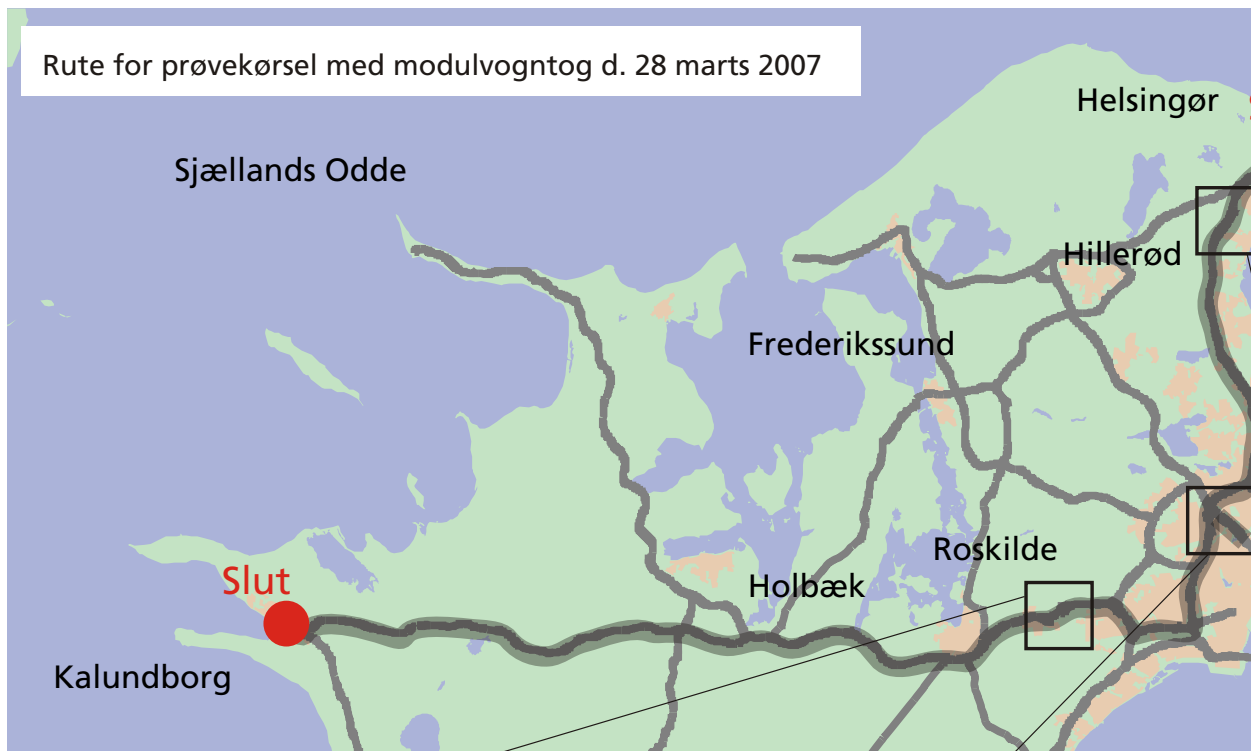 Rute for prøvekørsel med modulvogntog d. 28 marts 2007
Helsingør
Sjællands Odde
Hillerød
Frederikssund
Roskilde
Slut
Holbæk
Kalundborg